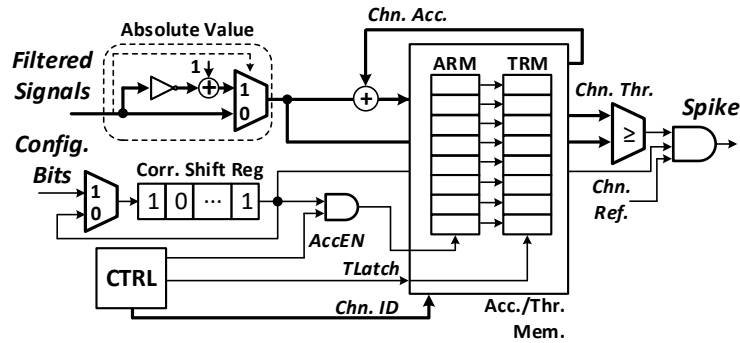 Absolute Value
Chn. Acc.
Filtered
Signals
1
1
0
+
ARM
TRM
Chn. Thr.
≥
Spike
Config.
Bits
1
0
Corr. Shift Reg
1 0 ··· 1
AccEN
Chn.
Ref.
CTRL
TLatch
Chn. ID
Acc./Thr.
Mem.
+